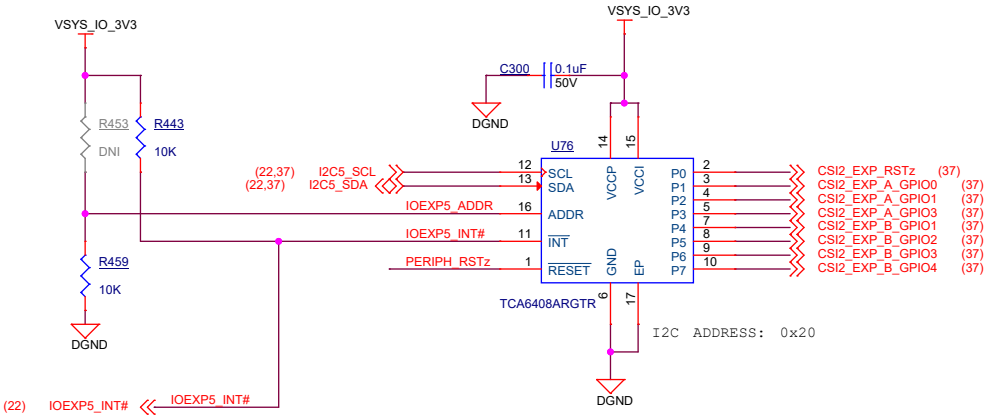 VSYS_IO_3V3
VSYS_IO_3V3
C300 0.1uF
50V
DGND
R453
DNI
R443
10K
U76
14
15
VCCP
VCCI
(22,37) I2C5_SCL 12 SCL
(22,37) I2C5_SDA 13 SDA
IOEXP5_ADDR 16 ADDR
IOEXP5_INT# 11 INT
PERIPH_RSTz 1 RESET
P0 2 CSI2_EXP_RSTz (37)
P1 3 CSI2_EXP_A_GPIO0 (37)
P2 4 CSI2_EXP_A_GPIO1 (37)
P3 5 CSI2_EXP_A_GPIO3 (37)
P4 7 CSI2_EXP_B_GPIO1 (37)
P5 8 CSI2_EXP_B_GPIO2 (37)
P6 9 CSI2_EXP_B_GPIO3 (37)
P7 10 CSI2_EXP_B_GPIO4 (37)
GND
EP
6
17
R459
10K
DGND
TCA6408ARGTR
I2C ADDRESS: 0x20
DGND
(22) IOEXP5_INT# IOEXP5_INT#